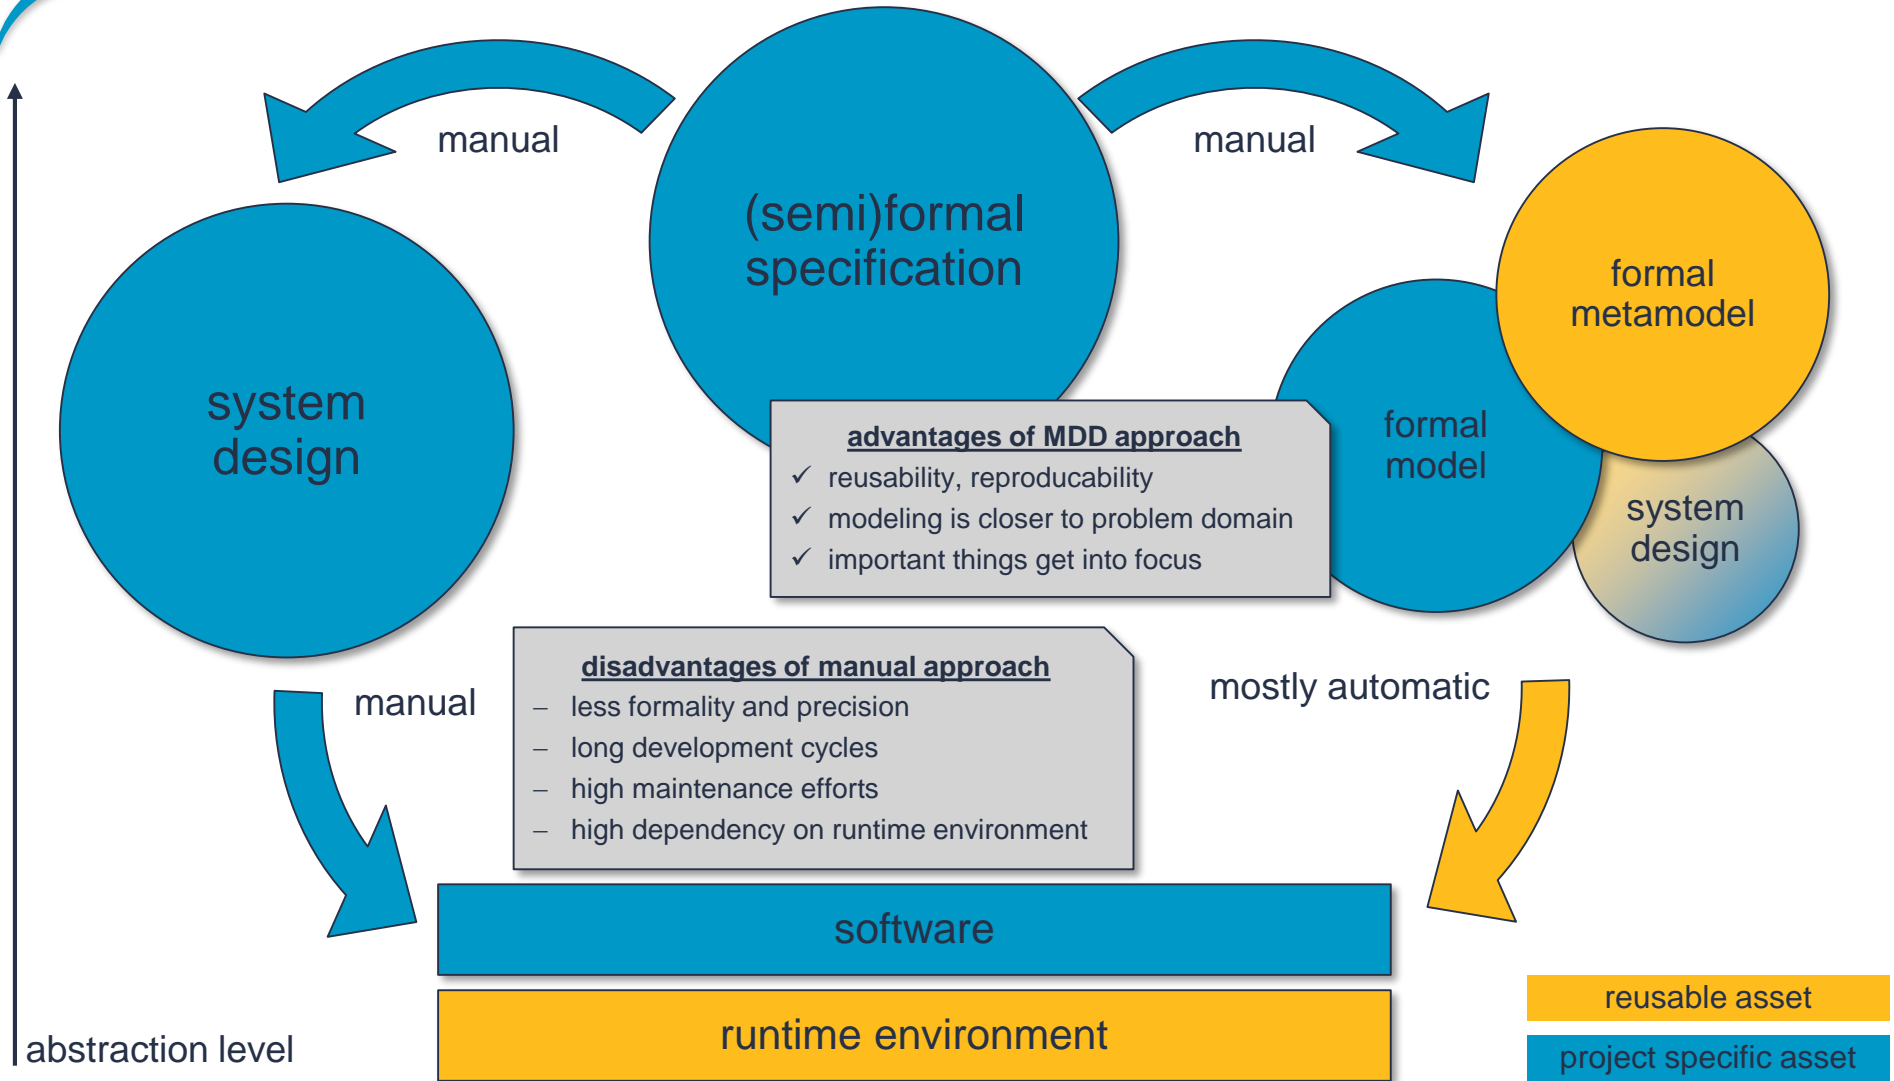 manual
manual
(semi)formal
specification
formal
metamodel
system
design
formal
model
system
design
advantages of MDD approach
✓ reusability, reproducability
✓ modeling is closer to problem domain
✓ important things get into focus
disadvantages of manual approach
– less formality and precision
– long development cycles
– high maintenance efforts
– high dependency on runtime environment
manual
mostly automatic
software
runtime environment
abstraction level
reusable asset
project specific asset